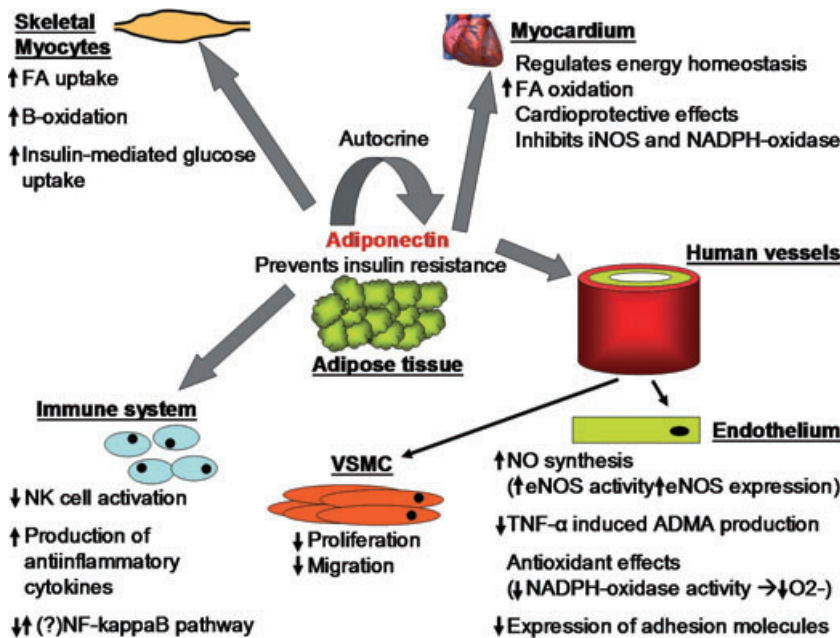 Skeletal
Myocytes
↑FA uptake
↑B-oxidation
↑Insulin-mediated glucose
uptake
Myocardium
Regulates energy homeostasis
↑FA oxidation
Cardioprotective effects
Inhibits iNOS and NADPH-oxidase
Autocrine
Adiponectin
Prevents insulin resistance
Adipose tissue
Human vessels
Immune system
↓NK cell activation
↑Production of
antiinflammatory
cytokines
↓↑(?)NF-kappaB pathway
VSMC
↓Proliferation
↓Migration
Endothelium
↑NO synthesis
(↑eNOS activity↑eNOS expression)
↓TNF-α induced ADMA production
Antioxidant effects
(↓NADPH-oxidase activity →↓O2-)
↓Expression of adhesion molecules